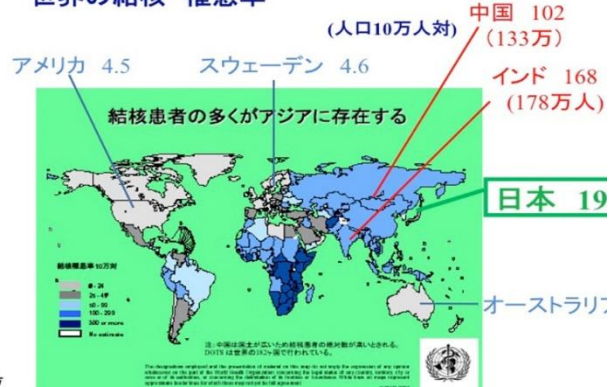 世界の結核 罹患率
(人口10万人対)
中国 102
(133万)
アメリカ 4.5
スウェーデン 4.6
インド 168
(178万人)
結核患者の多くがアジアに存在する
日本 19
オーストラリア
結核罹患率10万対
0 - 24
25 - 49
50 - 99
100 - 299
300 or more
No estimate
注: 中国は国土が広いため結核患者の絶対数が高いとされる。
DOTS は世界の182ヶ国で行われている。